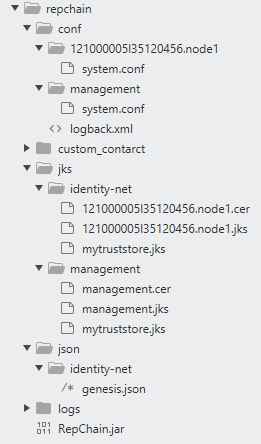 repchain
conf
121000005l35120456.node1
system.conf
management
system.conf
<> logback.xml
custom_contarct
jks
identity-net
121000005l35120456.node1.cer
121000005l35120456.node1.jks
mytruststore.jks
management
management.cer
management.jks
mytruststore.jks
json
identity-net
/* genesis.json
logs
RepChain.jar